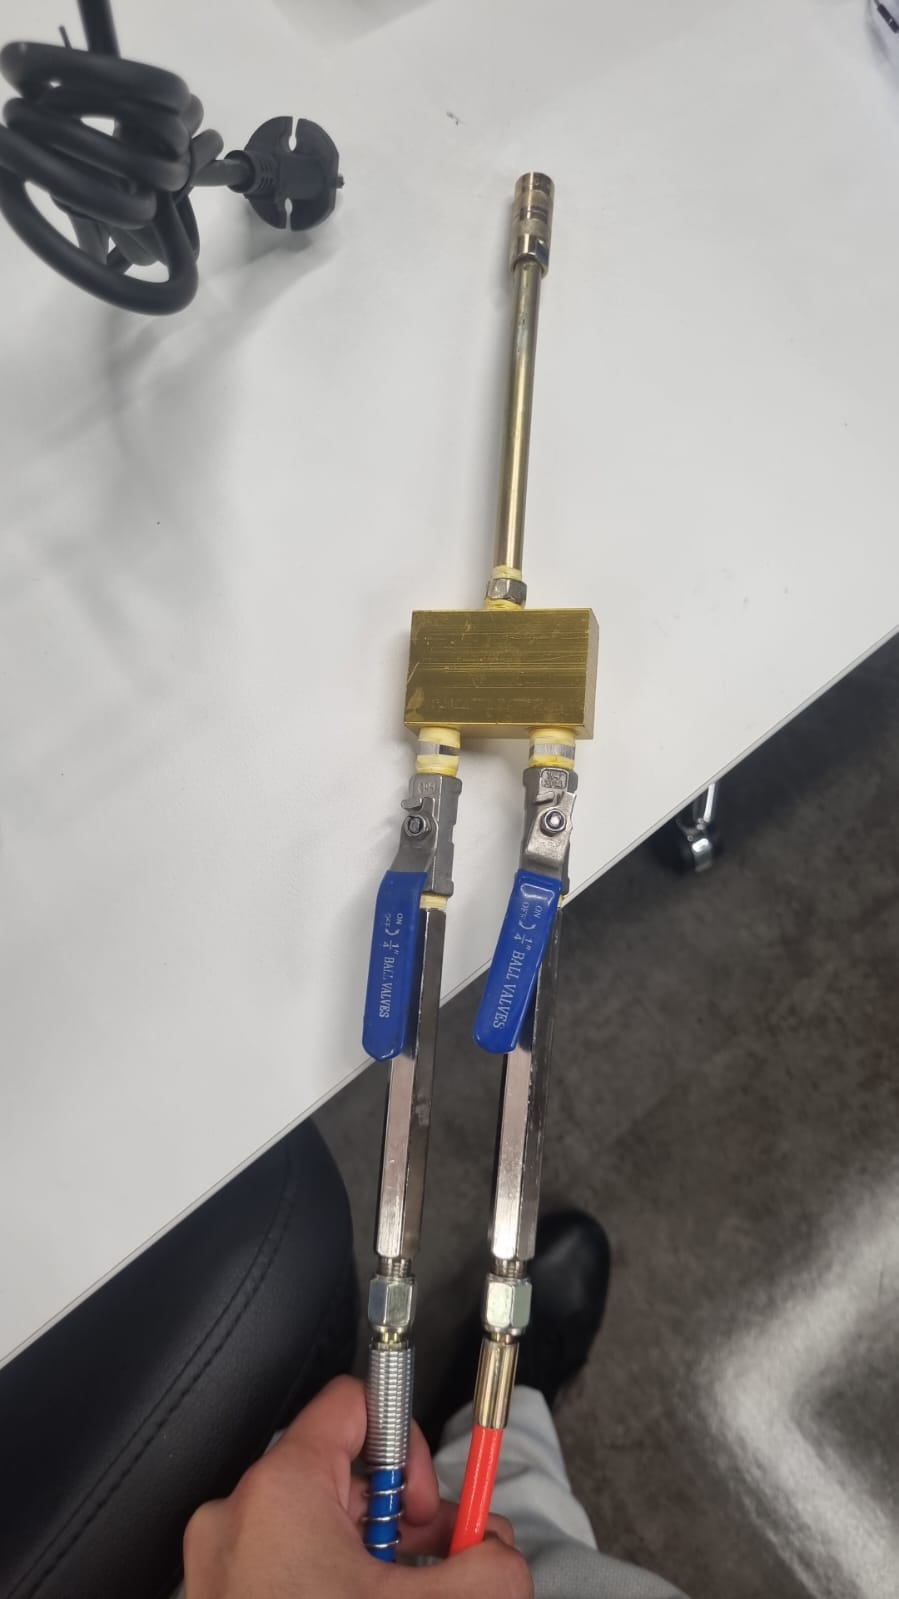 ON
OFF 1/4" BALL VALVES
ON
OFF 1/4" BALL VALVES